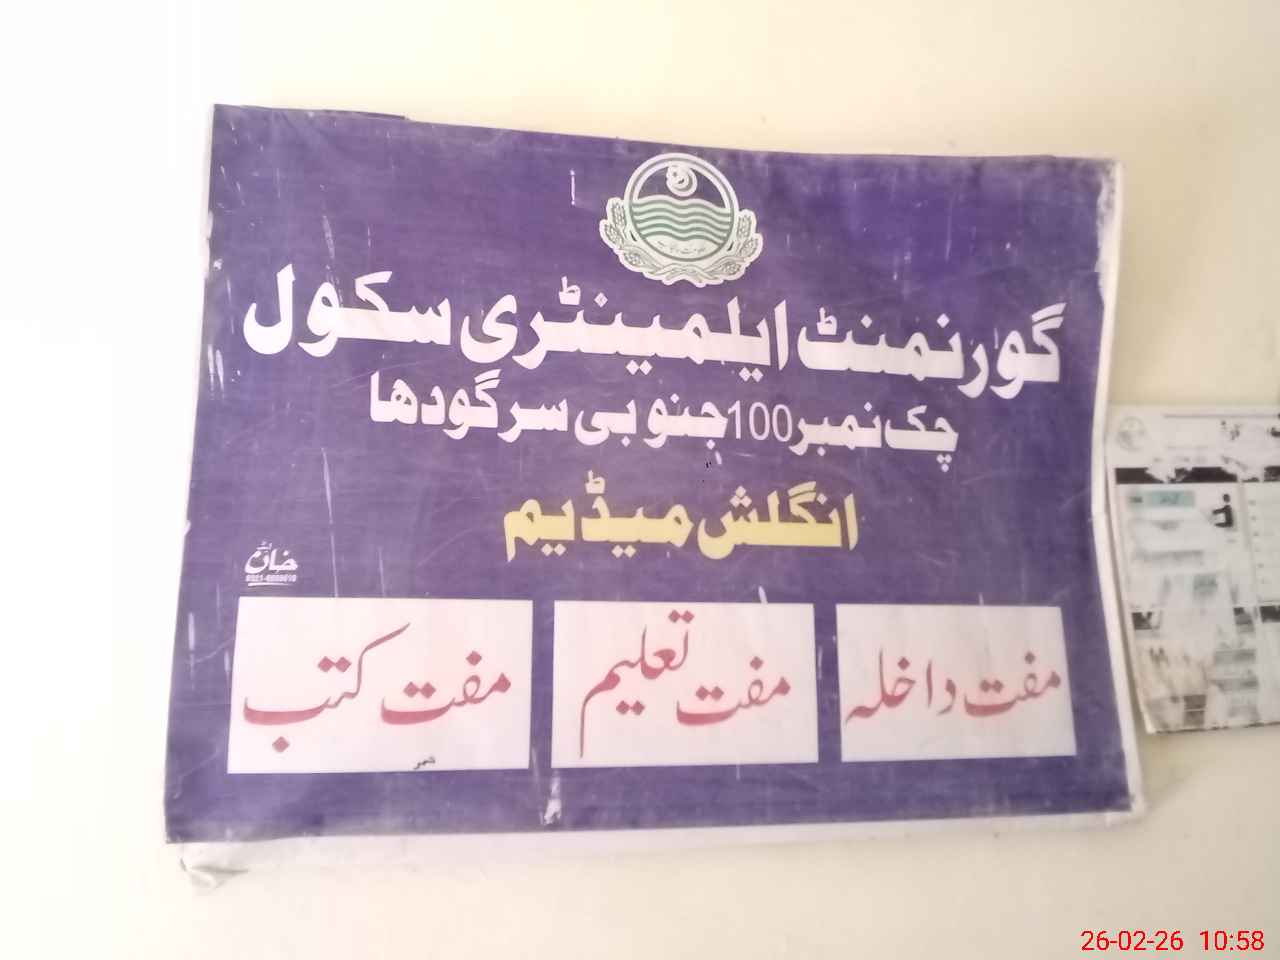 گورنمنٹ ایلمینٹری سکول
چک نمبر 100 جنوبی سرگودھا
انگلش میڈیم
خان
مفت داخلہ
مفت تعلیم
مفت کتب
26-02-26 10:58